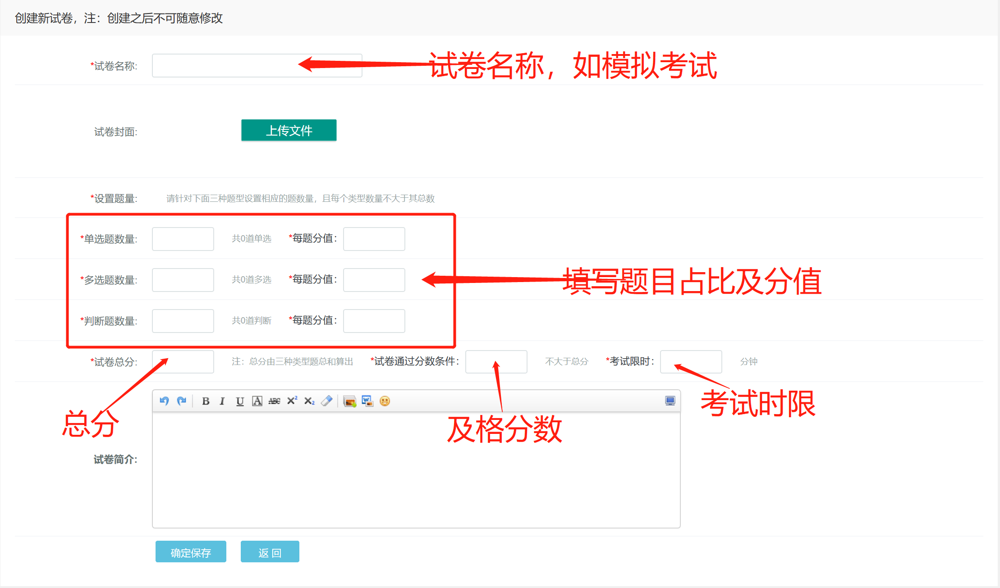 创建新试卷，注：创建之后不可随意修改
*试卷名称:
试卷名称，如模拟考试
试卷封面:
上传文件
*设置题量:
请针对下面三种题型设置相应的题数量，且每个类型数量不大于其总数
*单选题数量: 共0道单选 *每题分值：
*多选题数量: 共0道多选 *每题分值：
填写题目占比及分值
*判断题数量: 共0道判断 *每题分值：
*试卷总分: 注：总分由三种类型题总和算出 *试卷通过分数条件： 不大于总分 *考试限时： 分钟
B I U A ABC X² X₂ W
考试时限
总分
及格分数
试卷简介:
确定保存
返 回